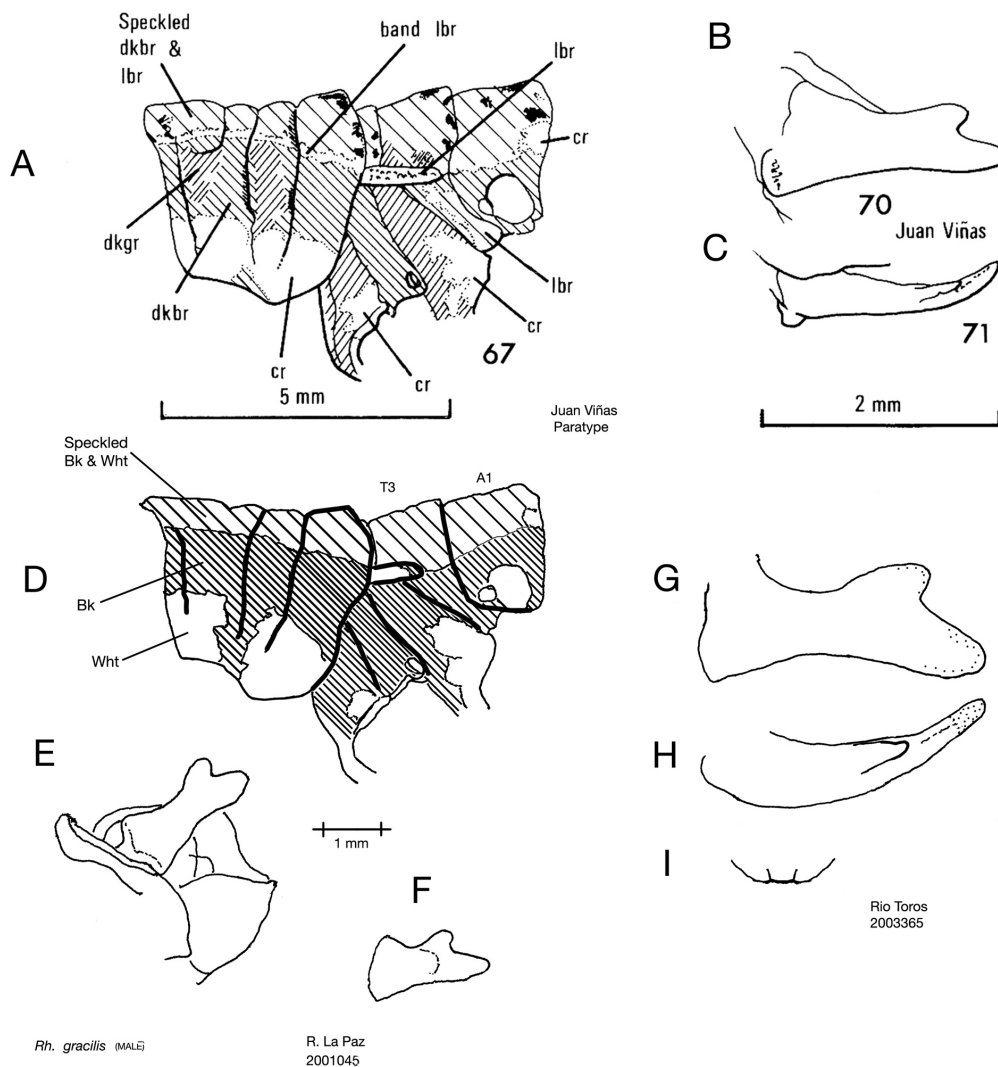 Speckled
dkbr &
lbr
band lbr
lbr
cr
A
dkgr
dkbr
cr
cr
cr
lbr
67
5 mm
Juan Viñas
Paratype
B
70
Juan Viñas
C
71
2 mm
Speckled
Bk & Wht
T3
A1
D
Bk
Wht
E
1 mm
F
G
H
I
Rio Toros
2003365
Rh. gracilis (MALE)
R. La Paz
2001045